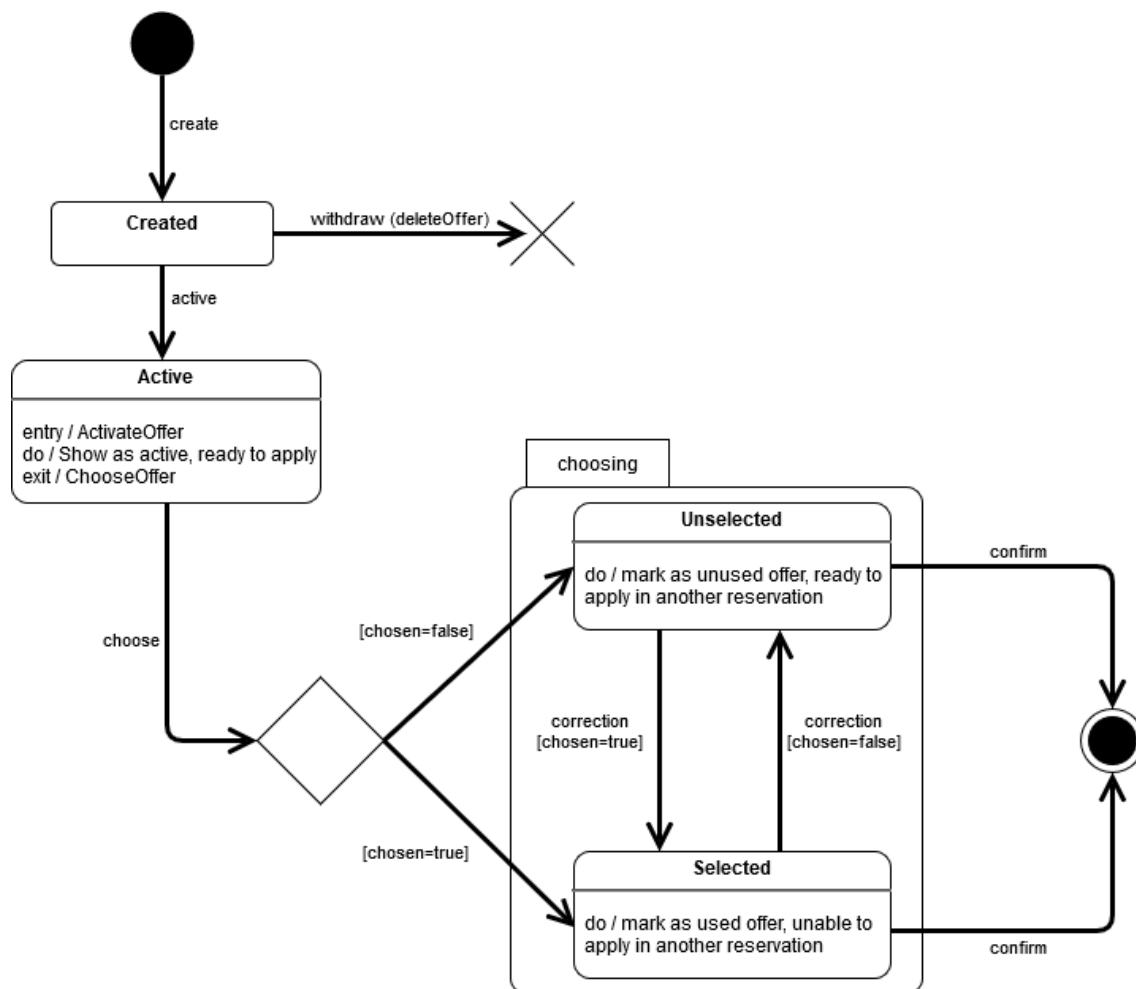 create
Created
withdraw (deleteOffer)
active
Active
entry / ActivateOffer
do / Show as active, ready to apply
exit / ChooseOffer
choosing
Unselected
do / mark as unused offer, ready to
apply in another reservation
confirm
choose
[chosen=false]
correction
[chosen=true]
correction
[chosen=false]
[chosen=true]
Selected
do / mark as used offer, unable to
apply in another reservation
confirm